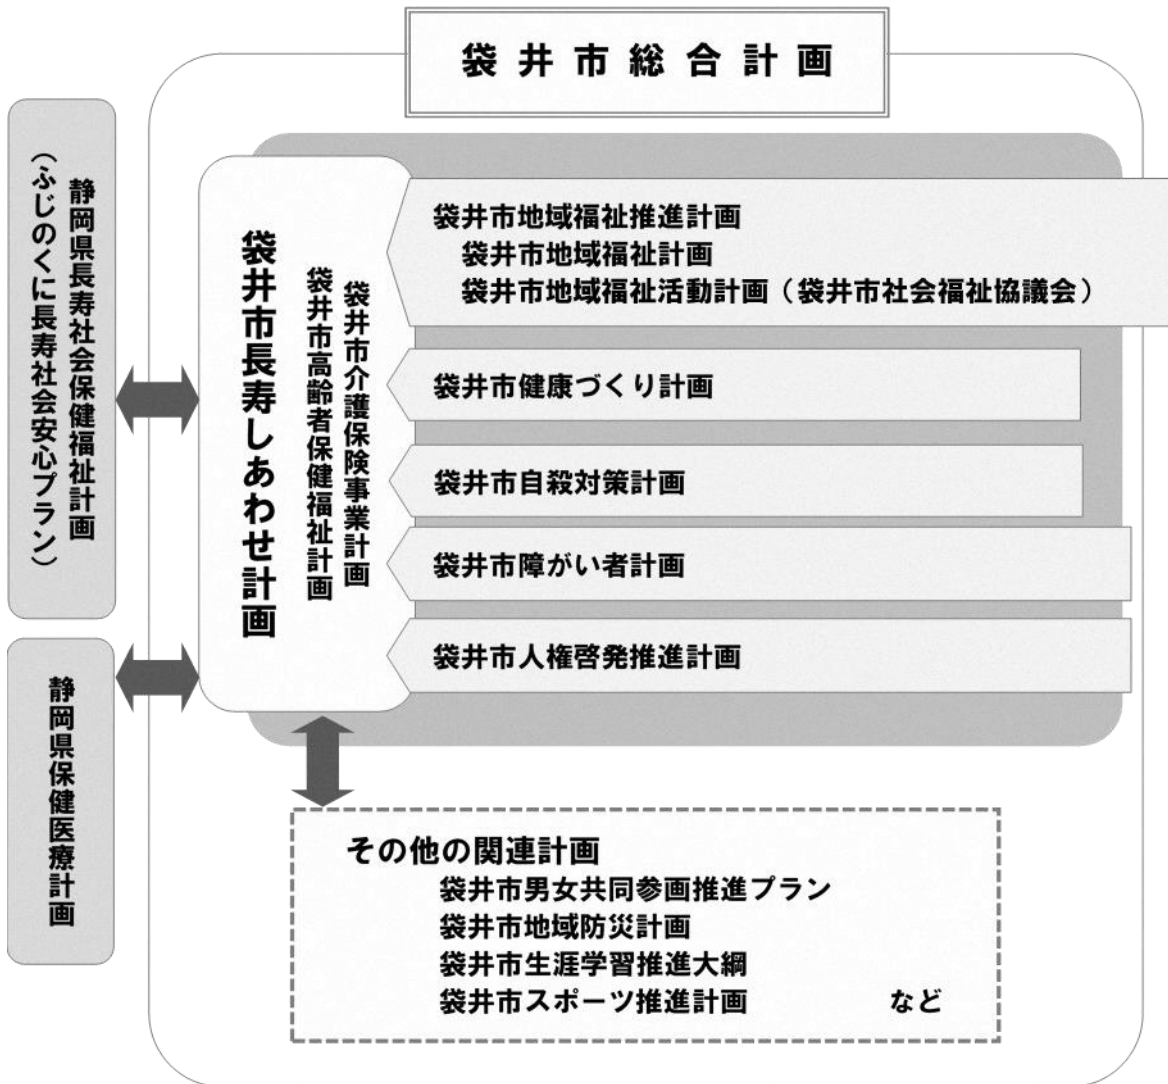 袋井市総合計画
静岡県長寿社会保健福祉計画
（ふじのくに長寿社会安心プラン）
静岡県保健医療計画
袋井市長寿しあわせ計画
袋井市介護保険事業計画
袋井市高齢者保健福祉計画
袋井市地域福祉推進計画
袋井市地域福祉計画
袋井市地域福祉活動計画（袋井市社会福祉協議会）
袋井市健康づくり計画
袋井市自殺対策計画
袋井市障がい者計画
袋井市人権啓発推進計画
その他の関連計画
袋井市男女共同参画推進プラン
袋井市地域防災計画
袋井市生涯学習推進大綱
袋井市スポーツ推進計画 など